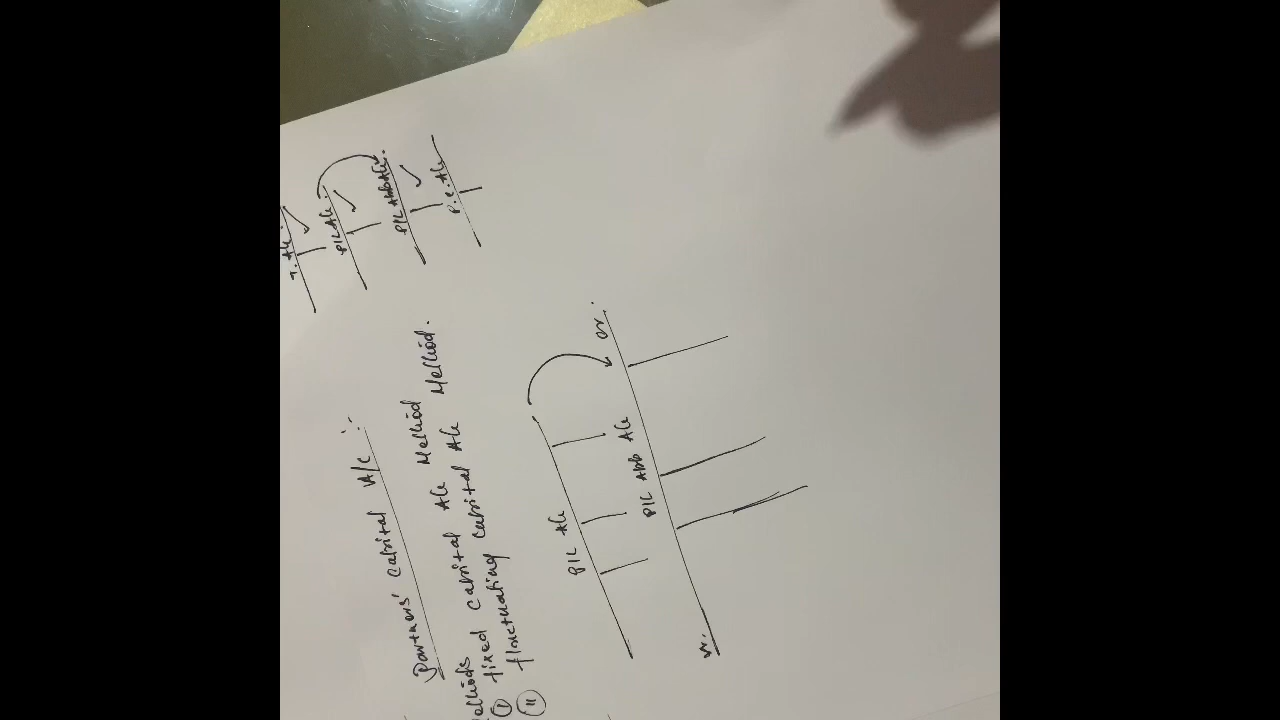 T. A/c.
P/L A/c.
P/L App A/c.
P.C. A/c
Partners' Capital A/c :-
Methods
(I) fixed capital A/c Method
(II) fluctuating capital A/c Method.
P/L A/c
P/L App A/c
Dr. Cr.